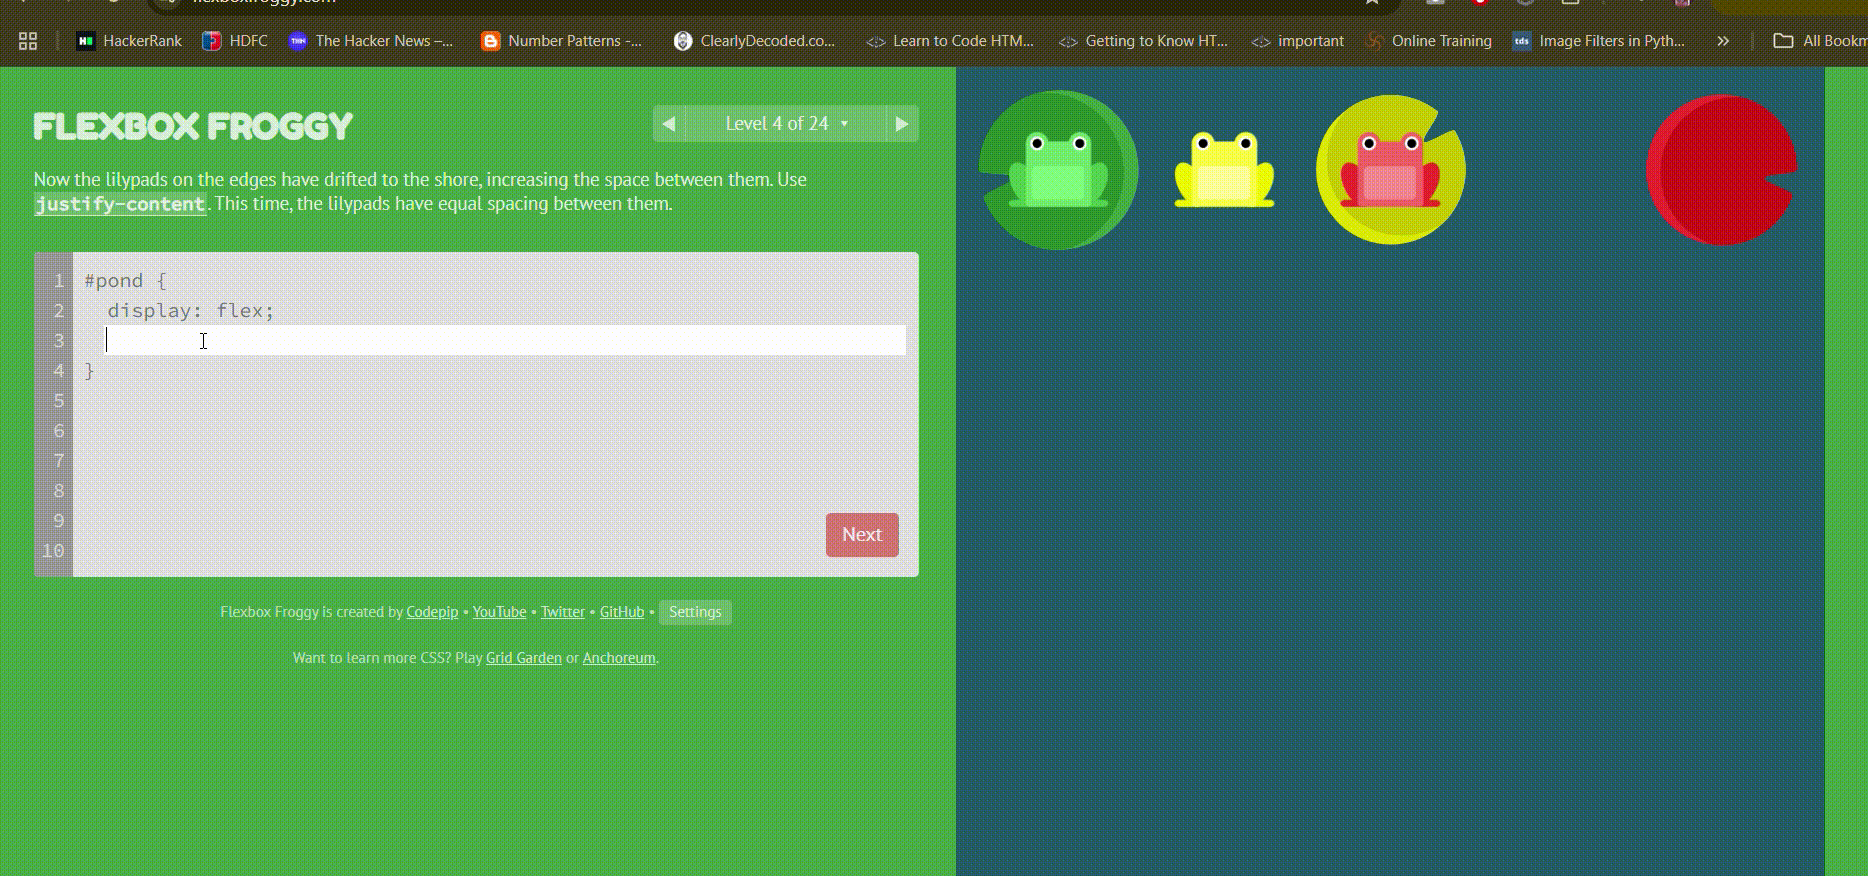 flexboxfroggy.com
HackerRank HDFC The Hacker News –... Number Patterns -... ClearlyDecoded.co... Learn to Code HTM... Getting to Know HT... important Online Training Image Filters in Pyth... » All Bookm
FLEXBOX FROGGY
Level 4 of 24
Now the lilypads on the edges have drifted to the shore, increasing the space between them. Use
justify-content. This time, the lilypads have equal spacing between them.
1 #pond {
2 display: flex;
3
4 }
5
6
7
8
9
10
Next
Flexbox Froggy is created by Codepip • YouTube • Twitter • GitHub • Settings
Want to learn more CSS? Play Grid Garden or Anchoreum.